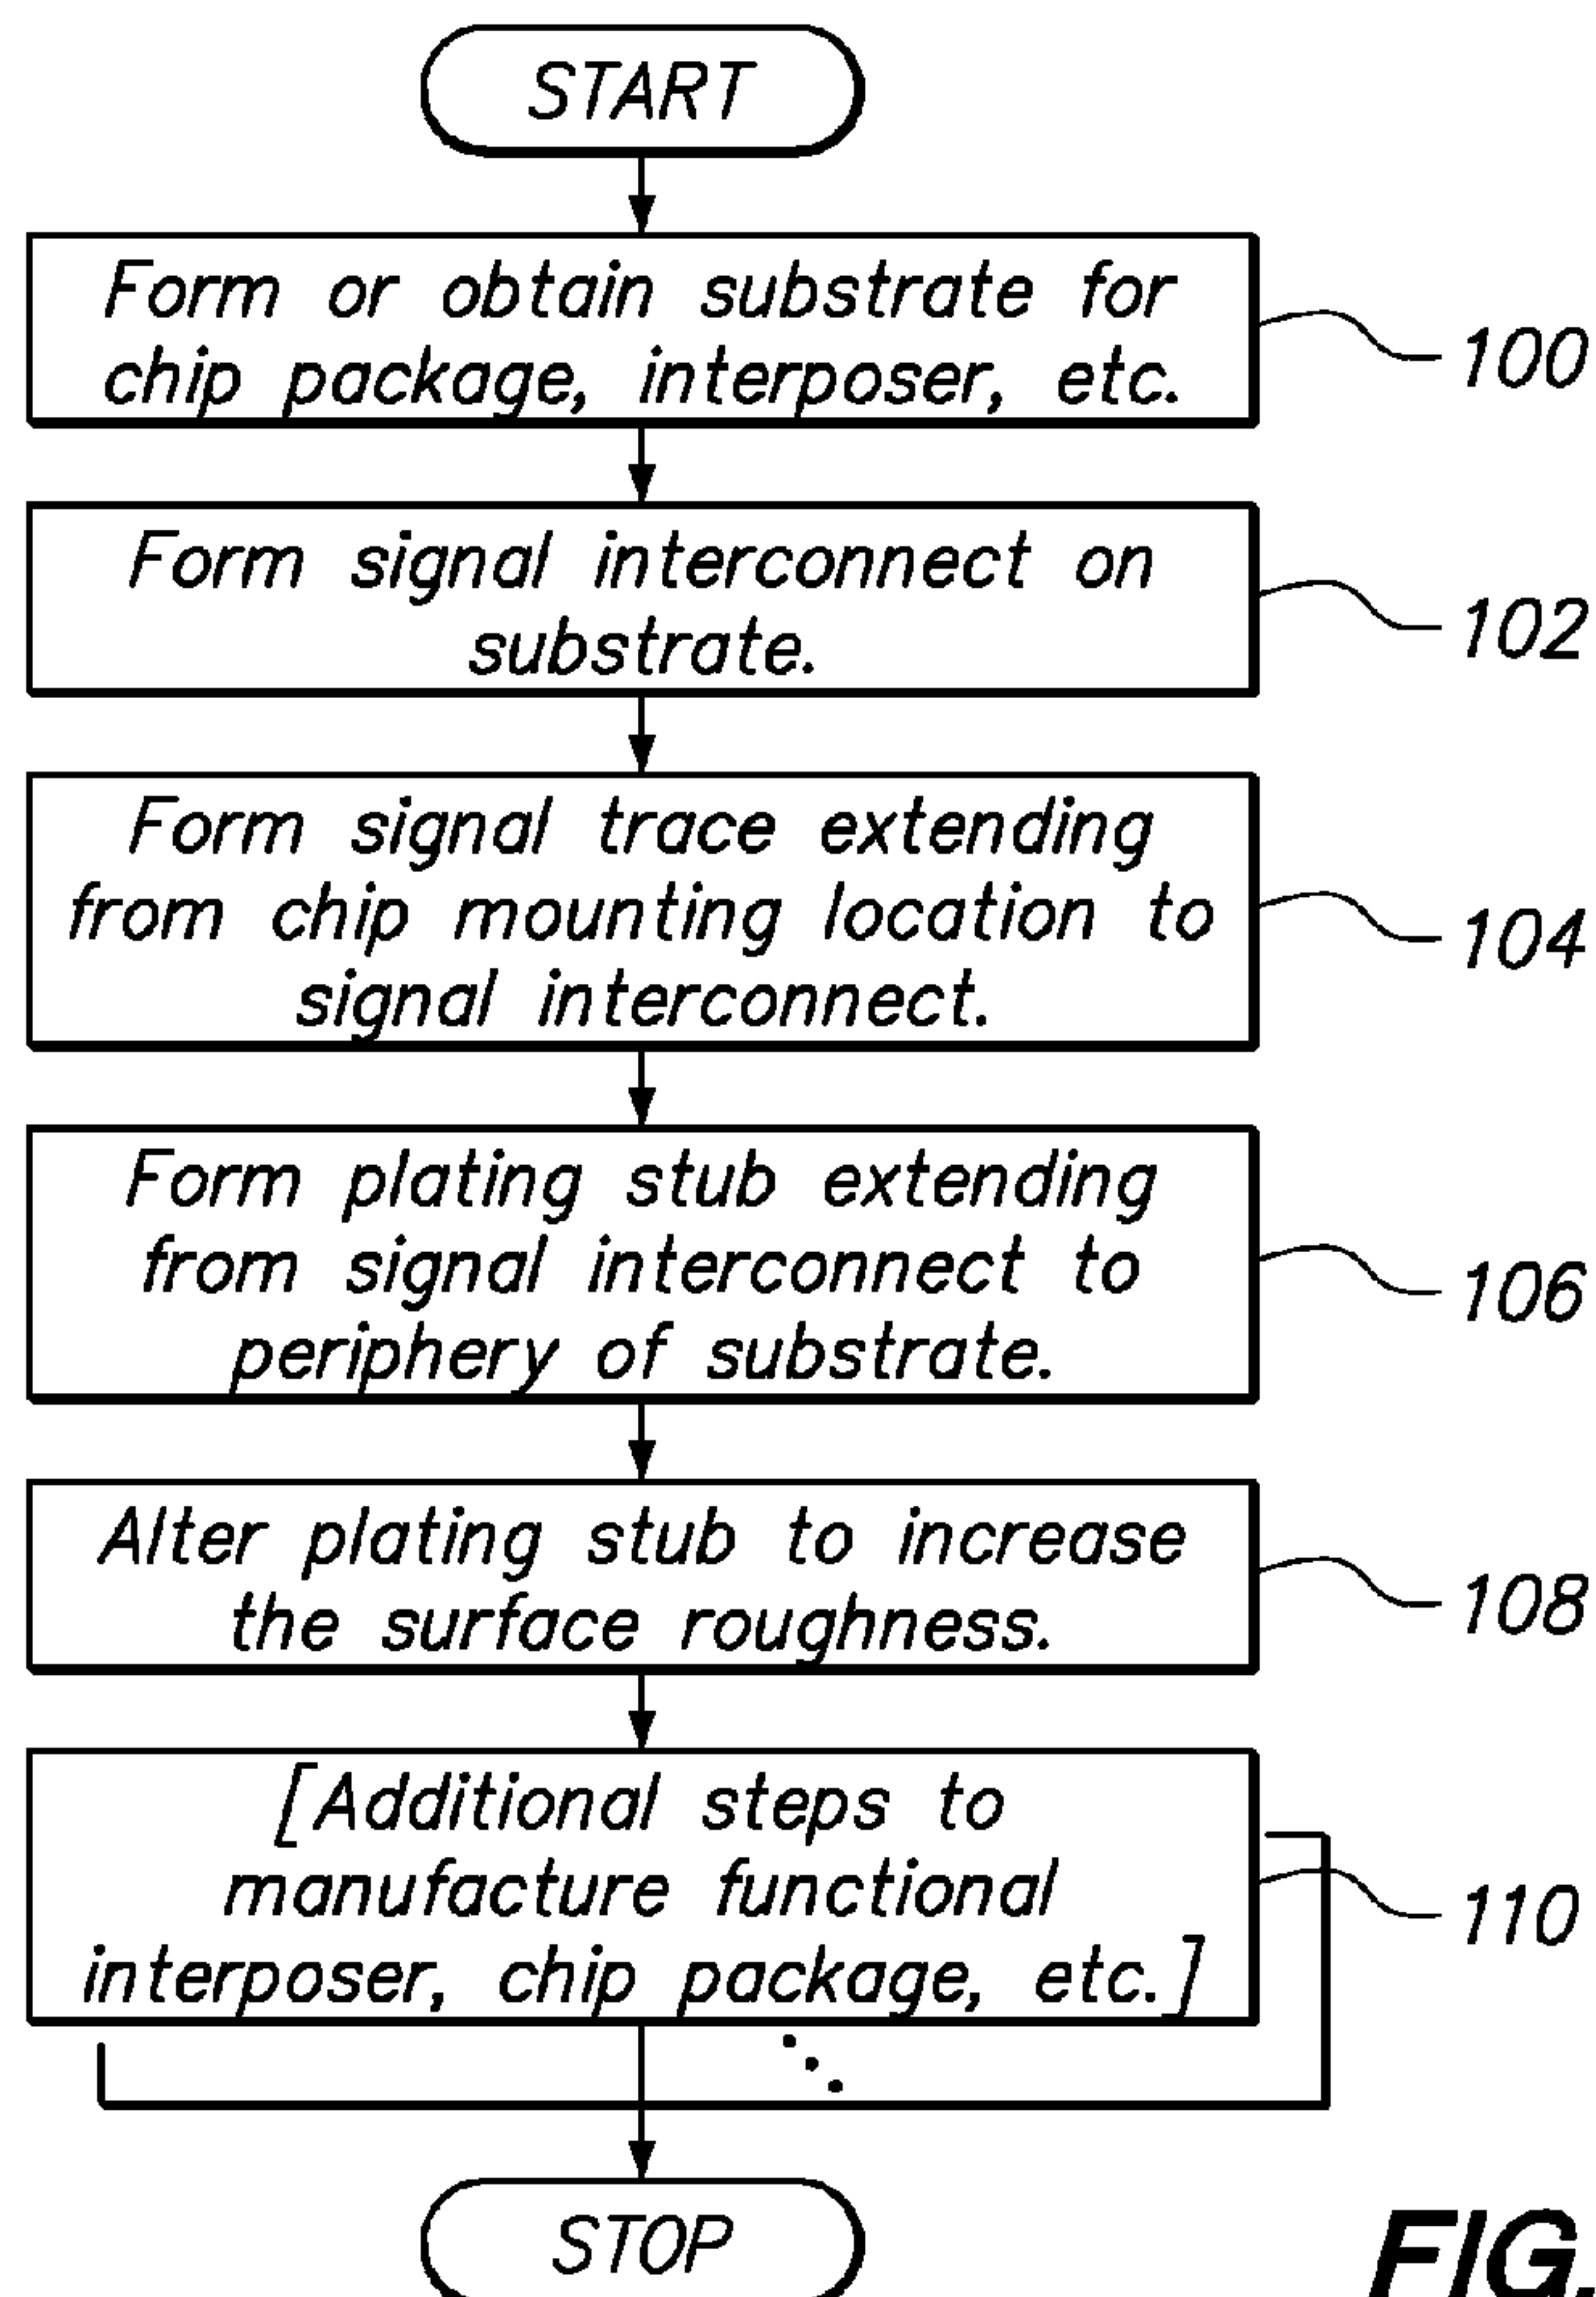 START
Form or obtain substrate for
chip package, interposer, etc.
100
Form signal interconnect on
substrate.
102
Form signal trace extending
from chip mounting location to
signal interconnect.
104
Form plating stub extending
from signal interconnect to
periphery of substrate.
106
Alter plating stub to increase
the surface roughness.
108
[Additional steps to
manufacture functional
interposer, chip package, etc.]
110
STOP
FIG.